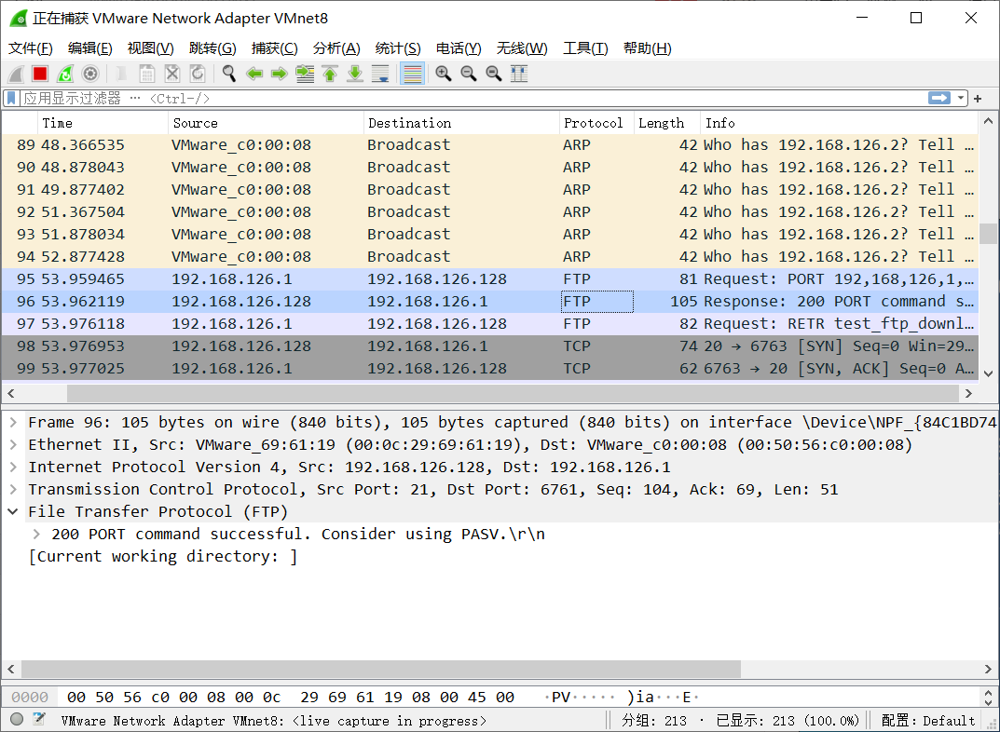 正在捕获 VMware Network Adapter VMnet8
文件(F) 编辑(E) 视图(V) 跳转(G) 捕获(C) 分析(A) 统计(S) 电话(Y) 无线(W) 工具(T) 帮助(H)
应用显示过滤器 ⋯ <Ctrl-/>
Time Source Destination Protocol Length Info
89 48.366535 VMware_c0:00:08 Broadcast ARP 42 Who has 192.168.126.2? Tell …
90 48.878043 VMware_c0:00:08 Broadcast ARP 42 Who has 192.168.126.2? Tell …
91 49.877402 VMware_c0:00:08 Broadcast ARP 42 Who has 192.168.126.2? Tell …
92 51.367504 VMware_c0:00:08 Broadcast ARP 42 Who has 192.168.126.2? Tell …
93 51.878034 VMware_c0:00:08 Broadcast ARP 42 Who has 192.168.126.2? Tell …
94 52.877428 VMware_c0:00:08 Broadcast ARP 42 Who has 192.168.126.2? Tell …
95 53.959465 192.168.126.1 192.168.126.128 FTP 81 Request: PORT 192,168,126,1,…
96 53.962119 192.168.126.128 192.168.126.1 FTP 105 Response: 200 PORT command s…
97 53.976118 192.168.126.1 192.168.126.128 FTP 82 Request: RETR test_ftp_downl…
98 53.976953 192.168.126.128 192.168.126.1 TCP 74 20 → 6763 [SYN] Seq=0 Win=29…
99 53.977025 192.168.126.1 192.168.126.128 TCP 62 6763 → 20 [SYN, ACK] Seq=0 A…
Frame 96: 105 bytes on wire (840 bits), 105 bytes captured (840 bits) on interface \Device\NPF_{84C1BD74
Ethernet II, Src: VMware_69:61:19 (00:0c:29:69:61:19), Dst: VMware_c0:00:08 (00:50:56:c0:00:08)
Internet Protocol Version 4, Src: 192.168.126.128, Dst: 192.168.126.1
Transmission Control Protocol, Src Port: 21, Dst Port: 6761, Seq: 104, Ack: 69, Len: 51
File Transfer Protocol (FTP)
200 PORT command successful. Consider using PASV.\r\n
[Current working directory: ]
0000 00 50 56 c0 00 08 00 0c 29 69 61 19 08 00 45 00 ·PV····· )ia···E·
VMware Network Adapter VMnet8: <live capture in progress> 分组: 213 · 已显示: 213 (100.0%) 配置: Default